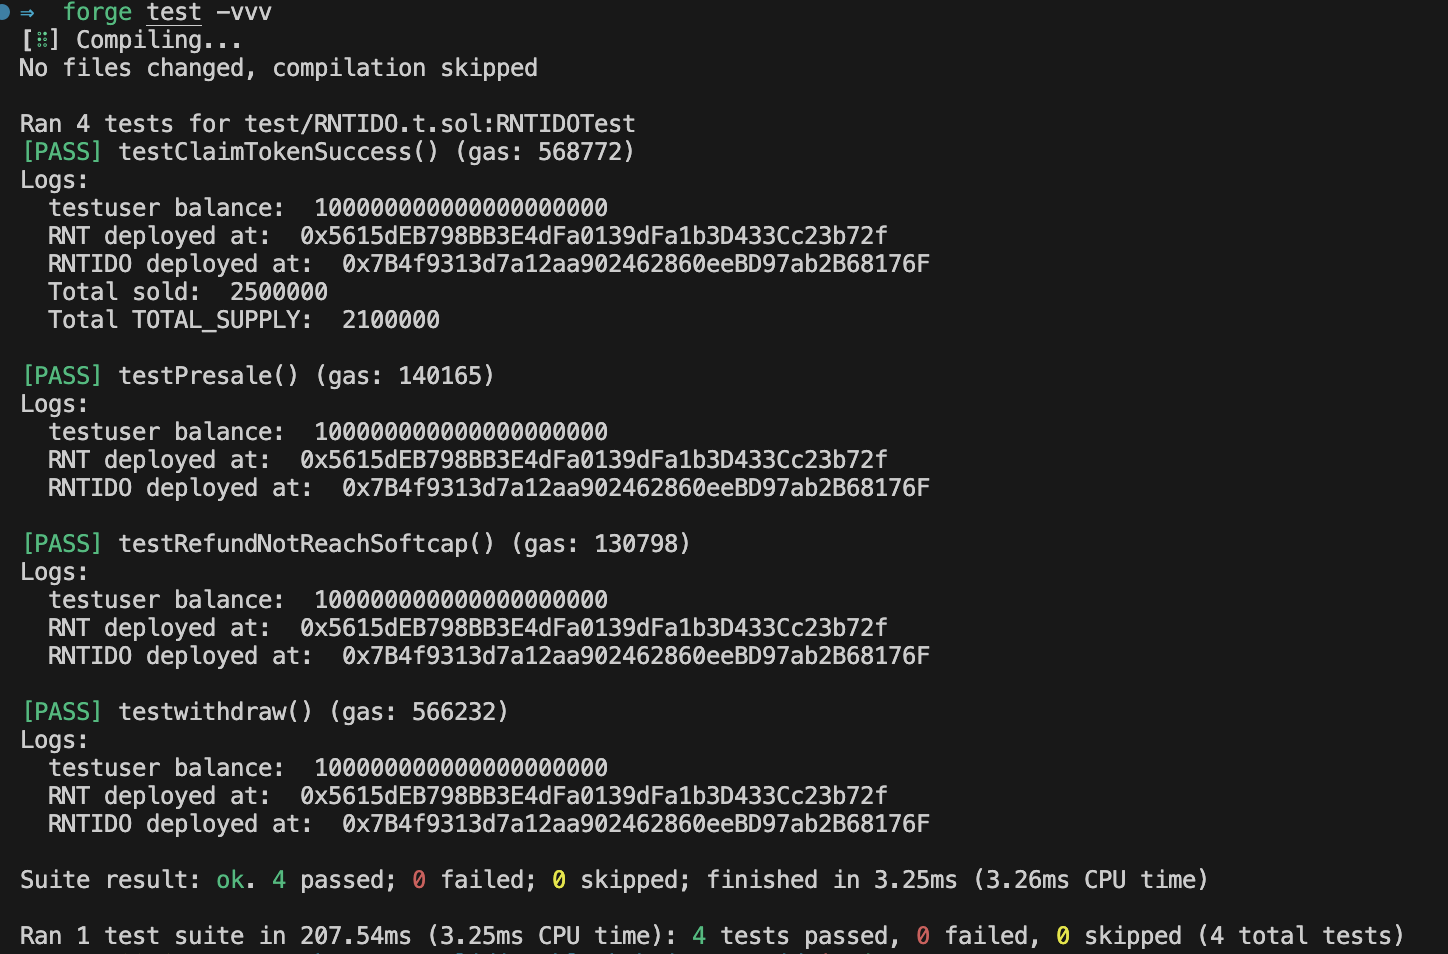 ⇒ forge test -vvv
[⠿] Compiling...
No files changed, compilation skipped
Ran 4 tests for test/RNTIDO.t.sol:RNTIDOTest
[PASS] testClaimTokenSuccess() (gas: 568772)
Logs:
testuser balance:  100000000000000000000
RNT deployed at:  0x5615dEB798BB3E4dFa0139dFa1b3D433Cc23b72f
RNTIDO deployed at:  0x7B4f9313d7a12aa902462860eeBD97ab2B68176F
Total sold:  2500000
Total TOTAL_SUPPLY:  2100000
[PASS] testPresale() (gas: 140165)
Logs:
testuser balance:  100000000000000000000
RNT deployed at:  0x5615dEB798BB3E4dFa0139dFa1b3D433Cc23b72f
RNTIDO deployed at:  0x7B4f9313d7a12aa902462860eeBD97ab2B68176F
[PASS] testRefundNotReachSoftcap() (gas: 130798)
Logs:
testuser balance:  100000000000000000000
RNT deployed at:  0x5615dEB798BB3E4dFa0139dFa1b3D433Cc23b72f
RNTIDO deployed at:  0x7B4f9313d7a12aa902462860eeBD97ab2B68176F
[PASS] testwithdraw() (gas: 566232)
Logs:
testuser balance:  100000000000000000000
RNT deployed at:  0x5615dEB798BB3E4dFa0139dFa1b3D433Cc23b72f
RNTIDO deployed at:  0x7B4f9313d7a12aa902462860eeBD97ab2B68176F
Suite result: ok. 4 passed; 0 failed; 0 skipped; finished in 3.25ms (3.26ms CPU time)
Ran 1 test suite in 207.54ms (3.25ms CPU time): 4 tests passed, 0 failed, 0 skipped (4 total tests)